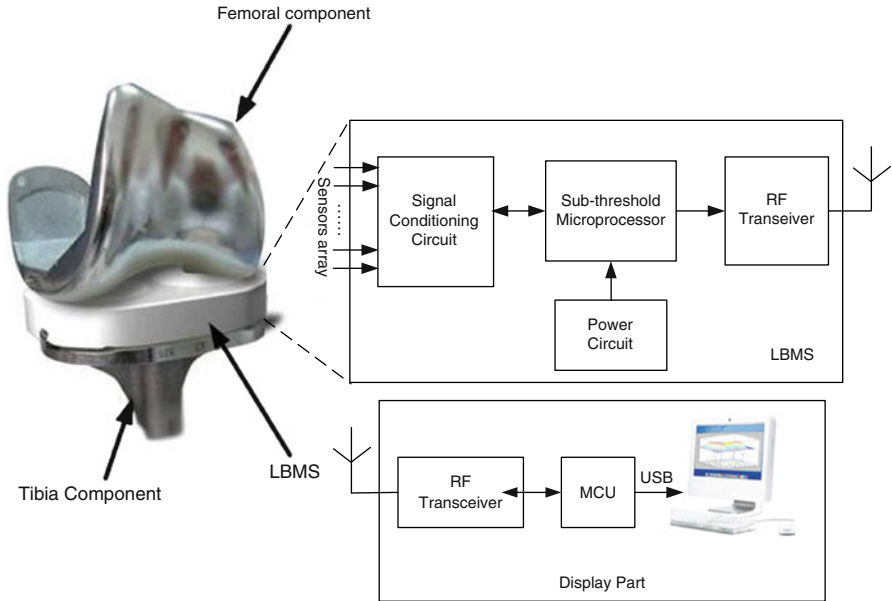 Femoral component
Sensors array
......
Signal
Conditioning
Circuit
Sub-threshold
Microprocessor
RF
Transeiver
Power
Circuit
LBMS
LBMS
Tibia Component
RF
Transceiver
MCU
USB
Display Part